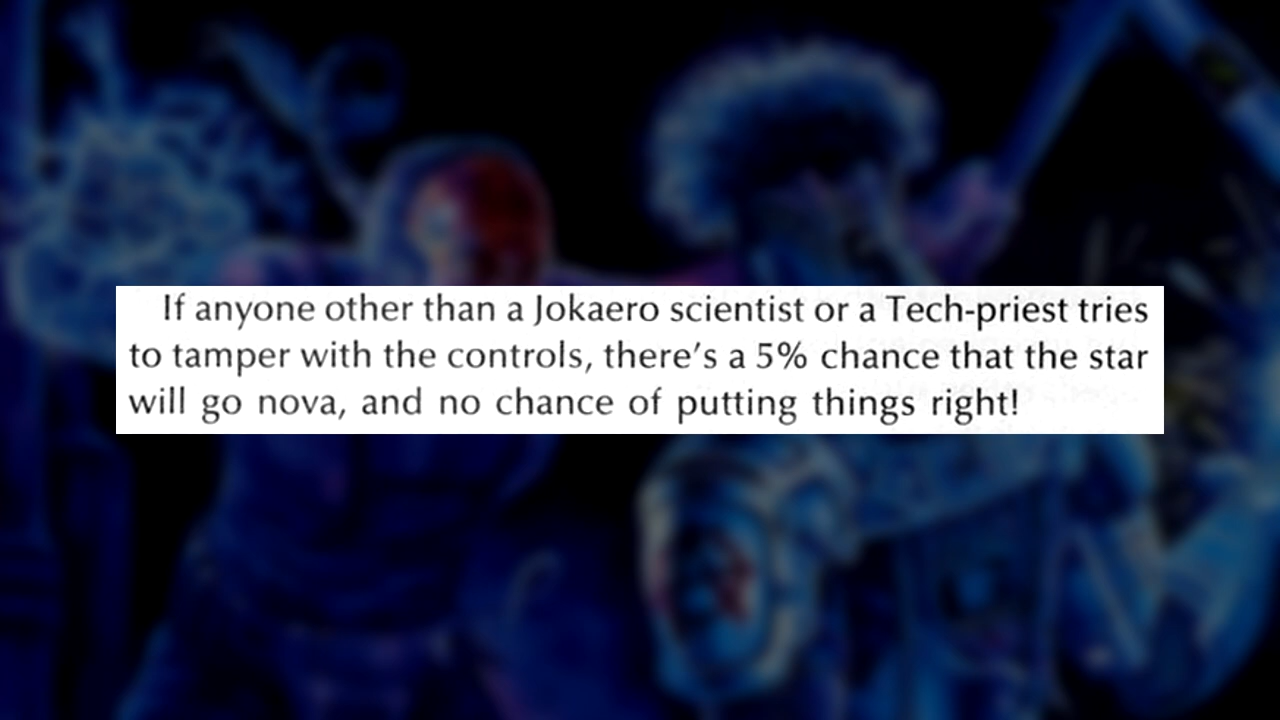 If anyone other than a Jokaero scientist or a Tech-priest tries
to tamper with the controls, there's a 5% chance that the star
will go nova, and no chance of putting things right!